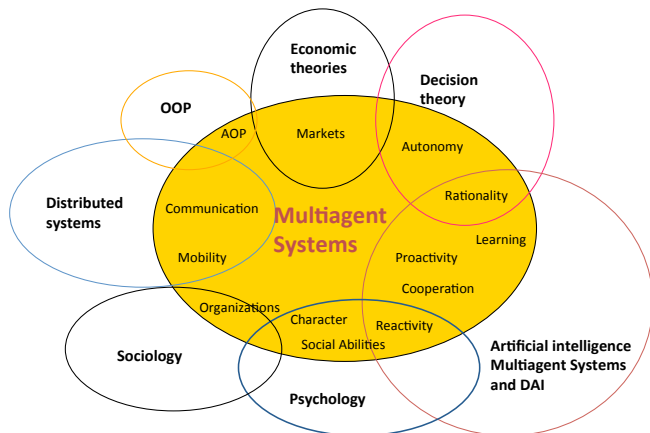 Economic
theories
Decision
theory
OOP
AOP
Markets
Autonomy
Distributed
systems
Communication
Rationality
Multiagent
Systems
Learning
Mobility
Proactivity
Cooperation
Organizations
Character
Reactivity
Social Abilities
Sociology
Artificial intelligence
Multiagent Systems
and DAI
Psychology